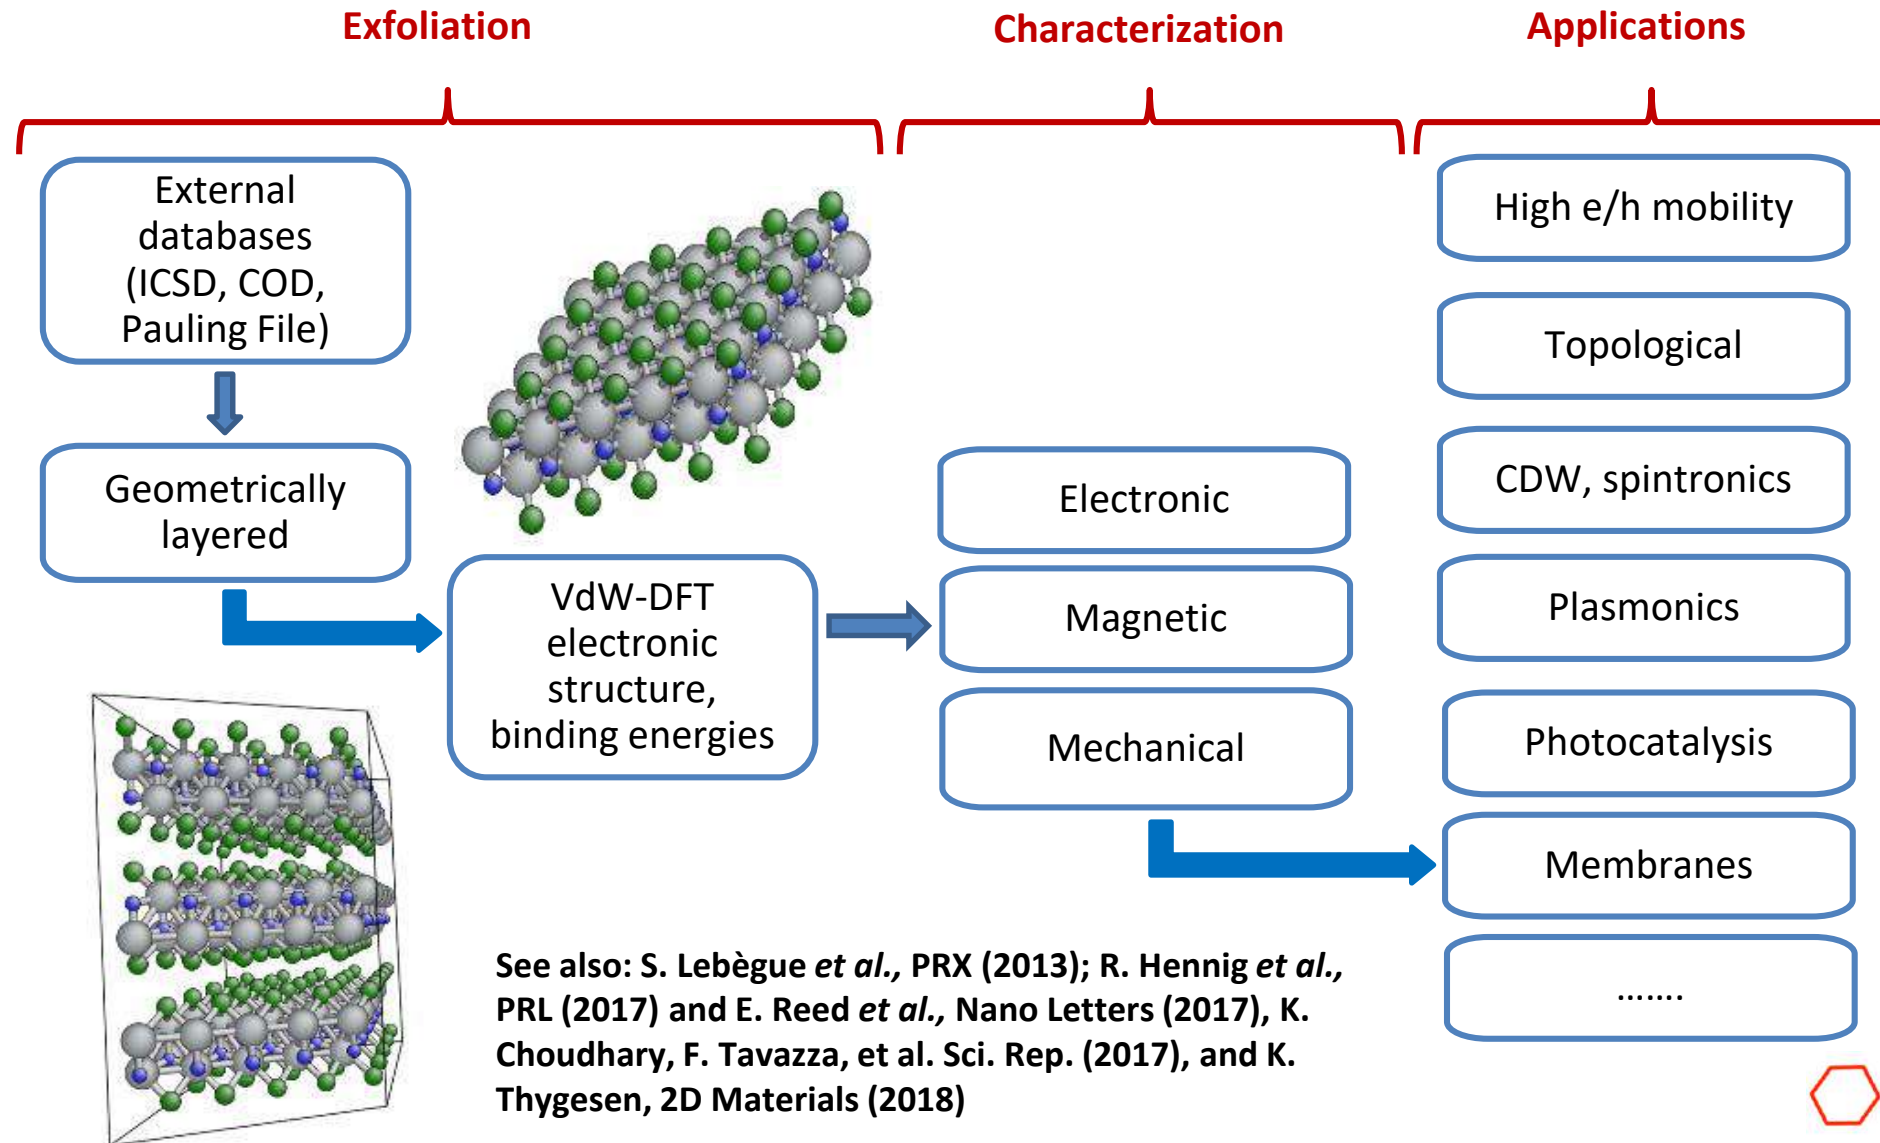 Exfoliation
Characterization
Applications
External
databases
(ICSD, COD,
Pauling File)
Geometrically
layered
VdW-DFT
electronic
structure,
binding energies
Electronic
Magnetic
Mechanical
High e/h mobility
Topological
CDW, spintronics
Plasmonics
Photocatalysis
Membranes
.......
See also: S. Lebègue et al., PRX (2013); R. Hennig et al.,
PRL (2017) and E. Reed et al., Nano Letters (2017), K.
Choudhary, F. Tavazza, et al. Sci. Rep. (2017), and K.
Thygesen, 2D Materials (2018)